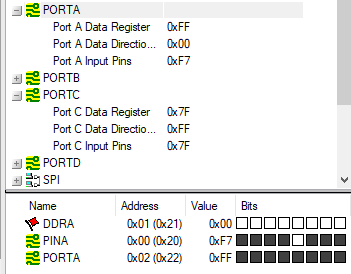 PORTA
Port A Data Register 0xFF
Port A Data Directio... 0x00
Port A Input Pins 0xF7
PORTB
PORTC
Port C Data Register 0x7F
Port C Data Directio... 0xFF
Port C Input Pins 0x7F
PORTD
SPI
Name Address Value Bits
DDRA 0x01 (0x21) 0x00
PINA 0x00 (0x20) 0xF7
PORTA 0x02 (0x22) 0xFF